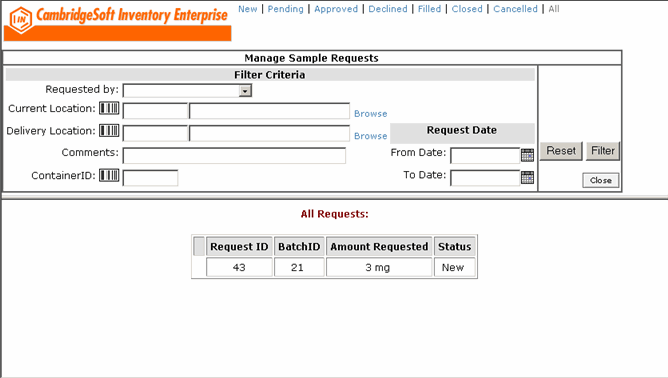 CambridgeSoft Inventory Enterprise
New | Pending | Approved | Declined | Filled | Closed | Cancelled | All
Manage Sample Requests
Filter Criteria
Requested by:
Current Location: Browse
Delivery Location: Browse Request Date
Comments: From Date: Reset Filter
ContainerID: To Date: Close
All Requests:
Request ID BatchID Amount Requested Status
43 21 3 mg New